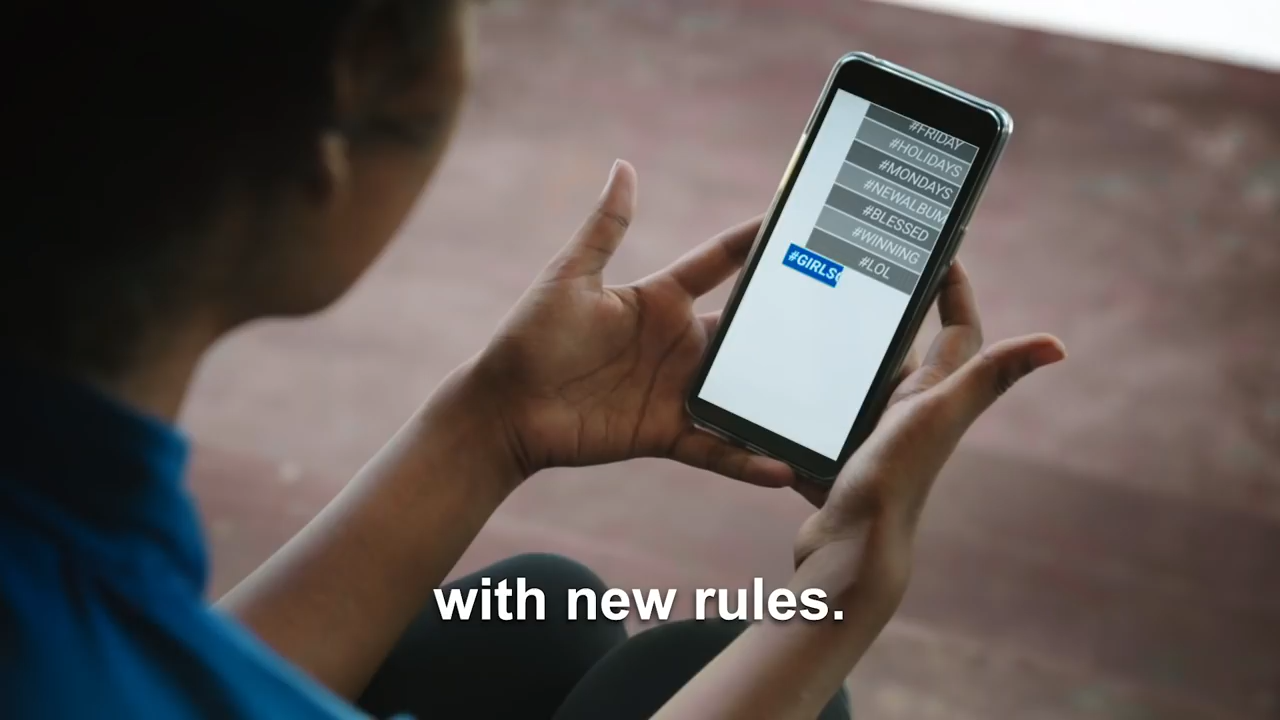 #FRIDAY
#HOLIDAYS
#MONDAYS
#NEWALBUM
#BLESSED
#WINNING
#LOL
with new rules.